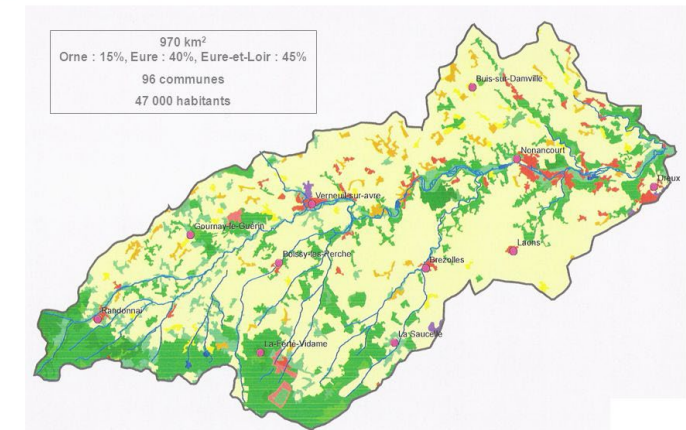 970 km²
Orne : 15%, Eure : 40%, Eure-et-Loir : 45%
96 communes
47 000 habitants
Buis-sur-Damville
Nonancourt
Dreux
Verneuil-sur-avre
Gournay-le-Guérin
Laons
Boissy-les-Perche
Brezolles
Randonnai
La Saucelle
La-Ferté-Vidame